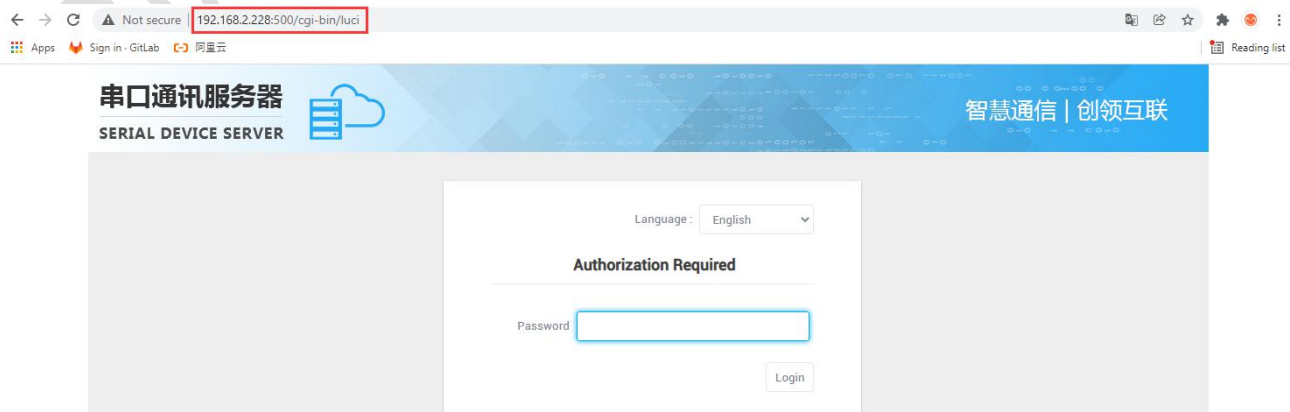 Not secure | 192.168.2.228:500/cgi-bin/luci
Apps Sign in · GitLab 阿里云 Reading list
串口通讯服务器
SERIAL DEVICE SERVER
智慧通信 | 创领互联
Language : English
Authorization Required
Password
Login